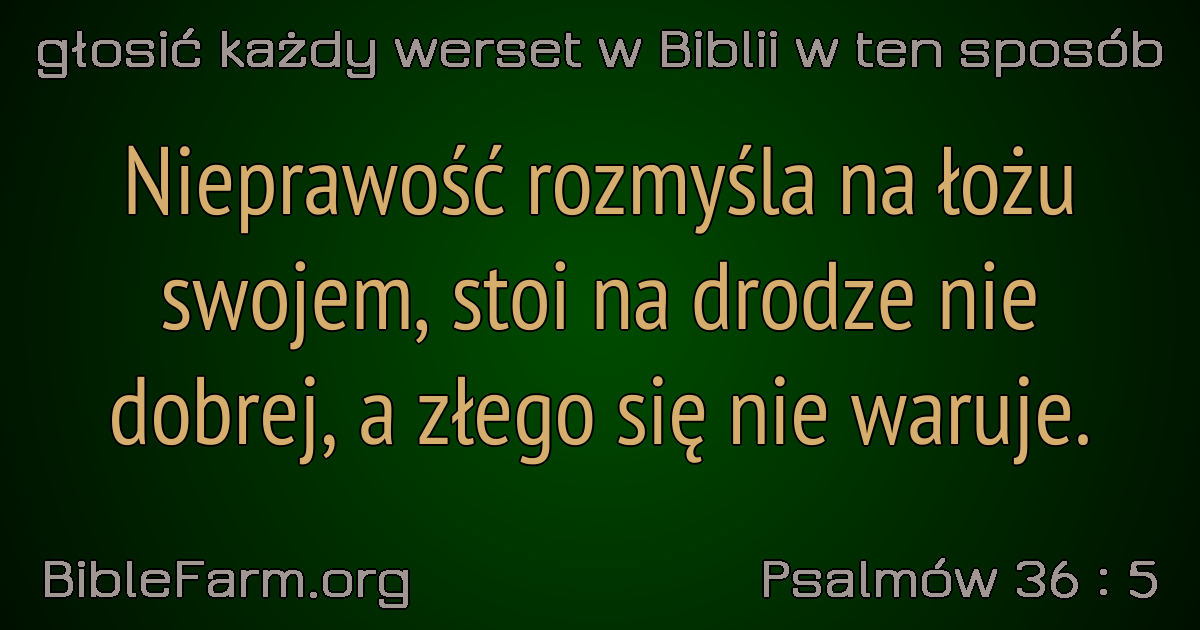 głosić każdy werset w Biblii w ten sposób
Nieprawość rozmyśla na łożu
swojem, stoi na drodze nie
dobrej, a złego się nie waruje.
BibleFarm.org
Psalmów 36 : 5